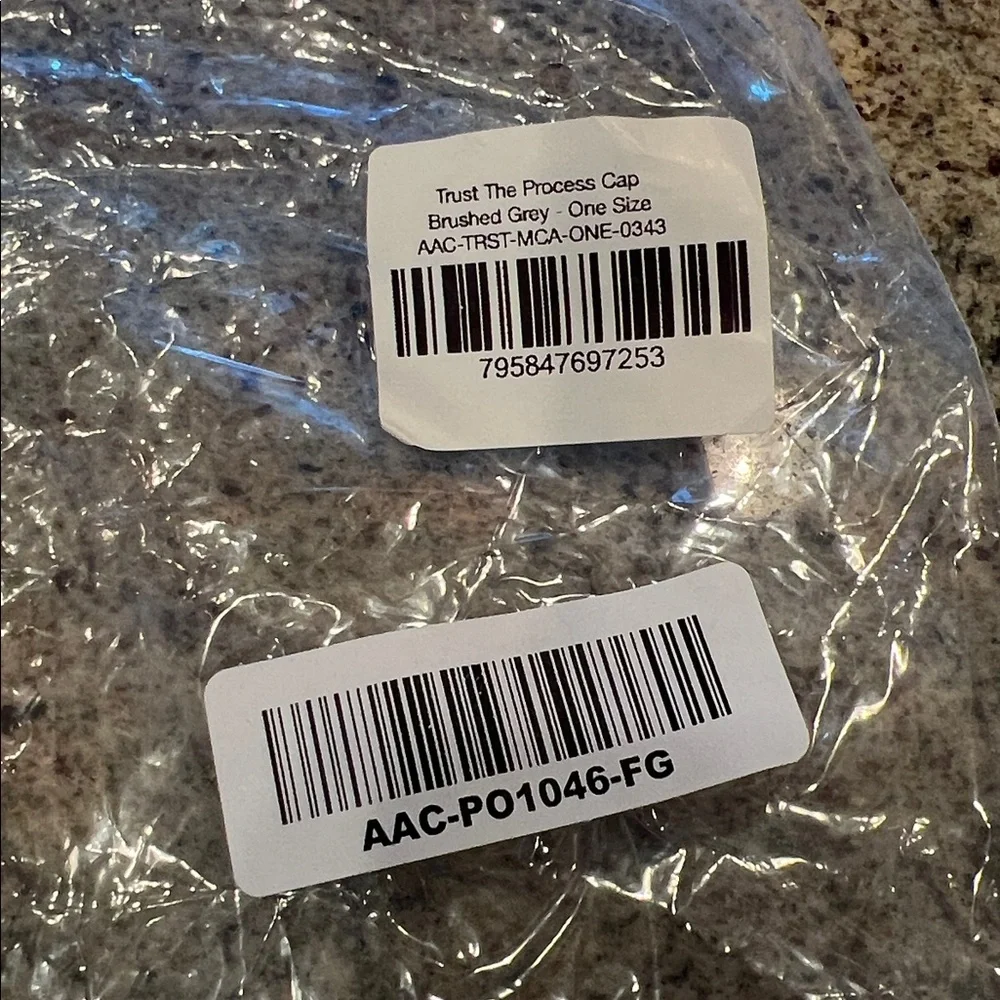 Trust The Process Cap
Brushed Grey - One Size
AAC-TRST-MCA-ONE-0343
795847697253
AAC-PO1046-FG